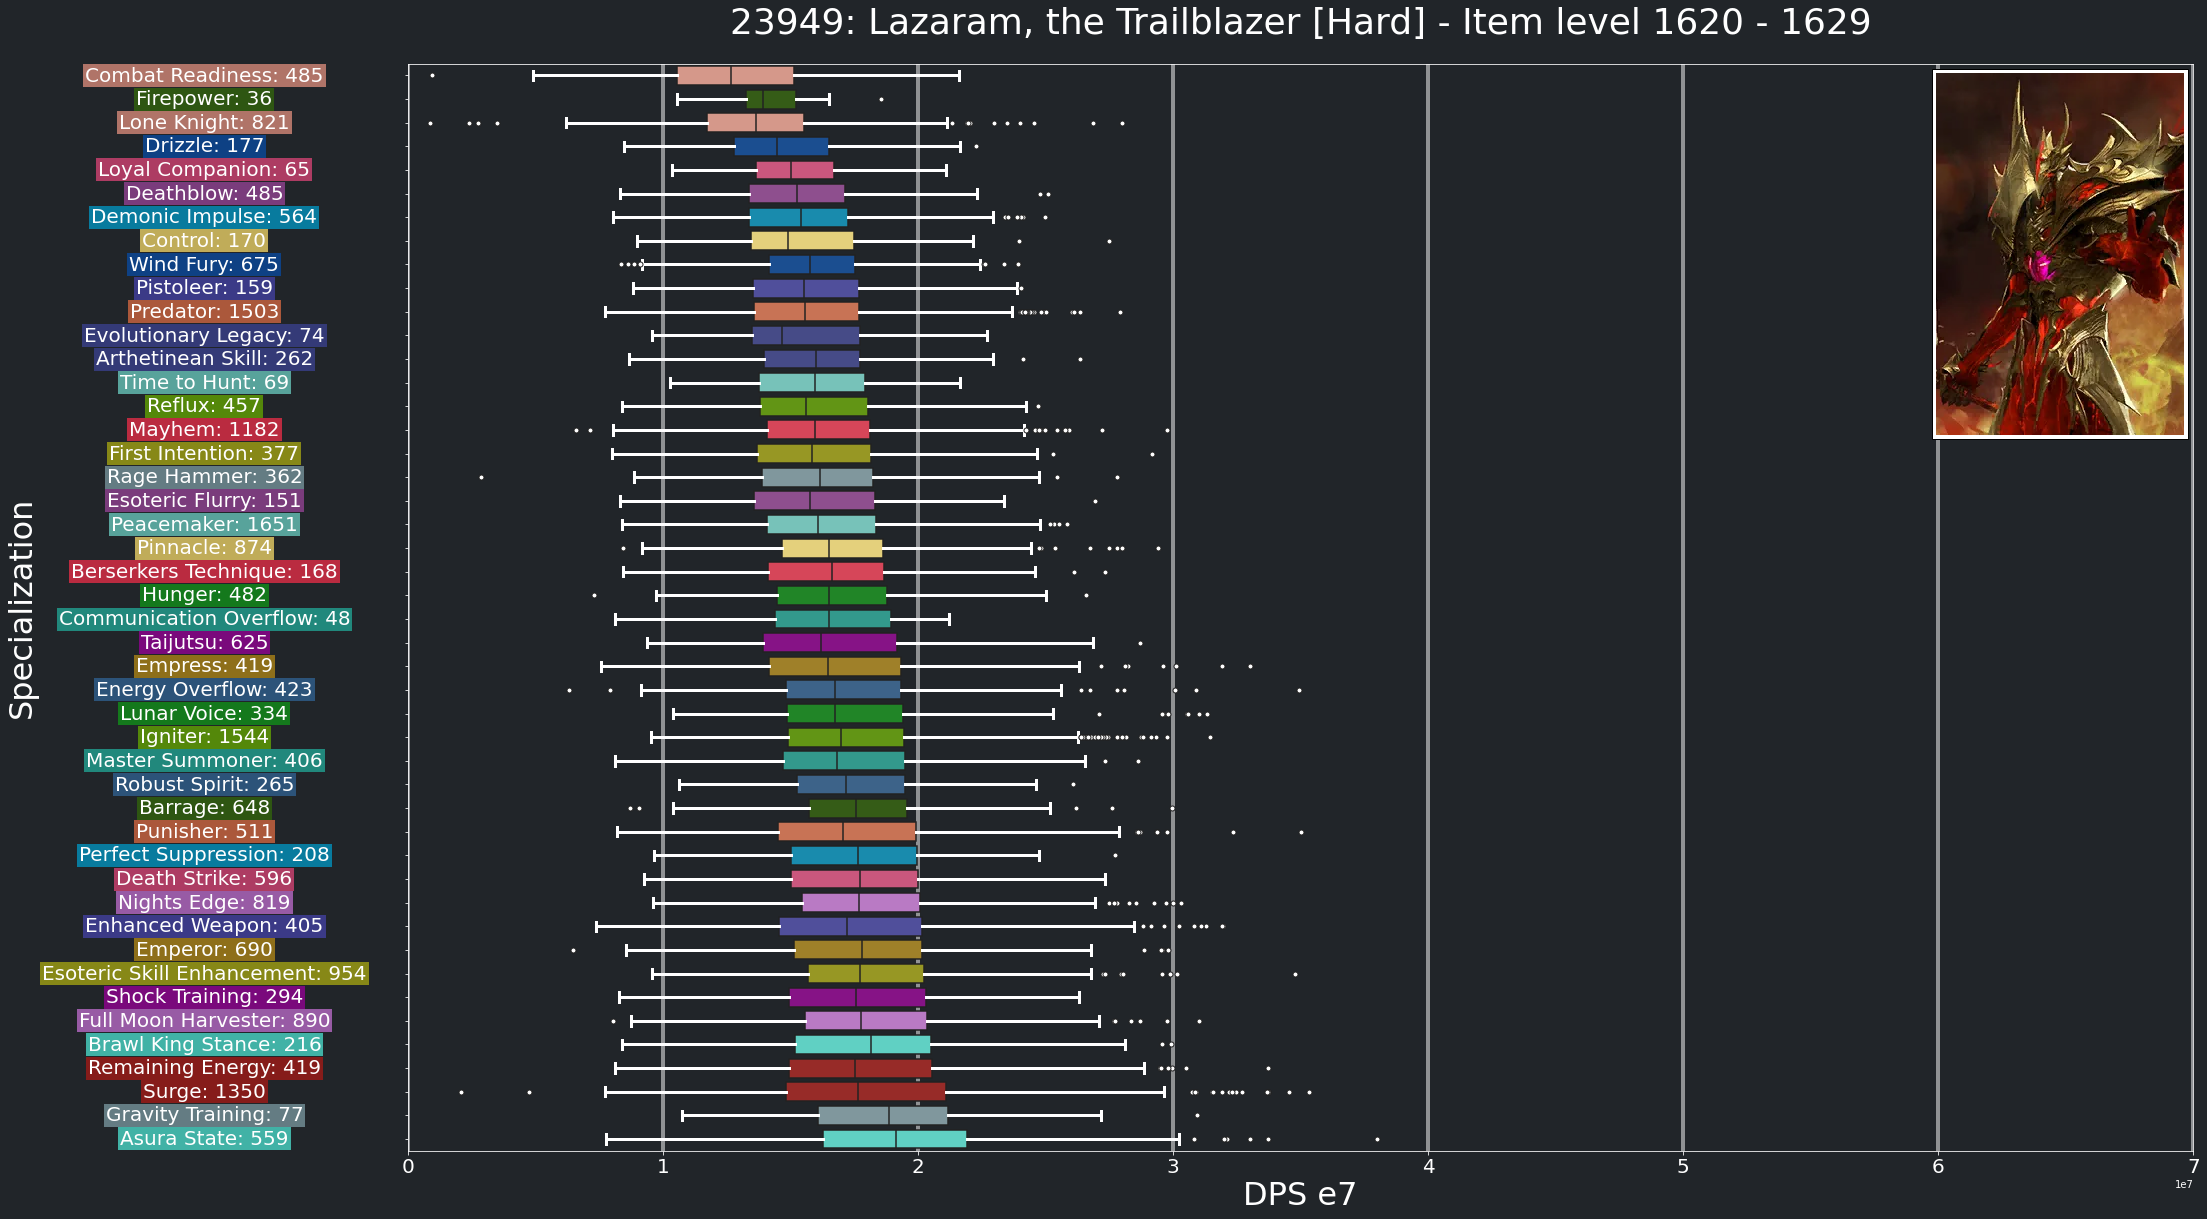 23949: Lazaram, the Trailblazer [Hard] - Item level 1620 - 1629
Combat Readiness: 485
Firepower: 36
Lone Knight: 821
Drizzle: 177
Loyal Companion: 65
Deathblow: 485
Demonic Impulse: 564
Control: 170
Wind Fury: 675
Pistoleer: 159
Predator: 1503
Evolutionary Legacy: 74
Arthetinean Skill: 262
Time to Hunt: 69
Reflux: 457
Mayhem: 1182
First Intention: 377
Rage Hammer: 362
Esoteric Flurry: 151
Peacemaker: 1651
Pinnacle: 874
Berserkers Technique: 168
Hunger: 482
Communication Overflow: 48
Taijutsu: 625
Empress: 419
Energy Overflow: 423
Lunar Voice: 334
Igniter: 1544
Master Summoner: 406
Robust Spirit: 265
Barrage: 648
Punisher: 511
Perfect Suppression: 208
Death Strike: 596
Nights Edge: 819
Enhanced Weapon: 405
Emperor: 690
Esoteric Skill Enhancement: 954
Shock Training: 294
Full Moon Harvester: 890
Brawl King Stance: 216
Remaining Energy: 419
Surge: 1350
Gravity Training: 77
Asura State: 559
Specialization
0 1 2 3 4 5 6 7
1e7
DPS e7